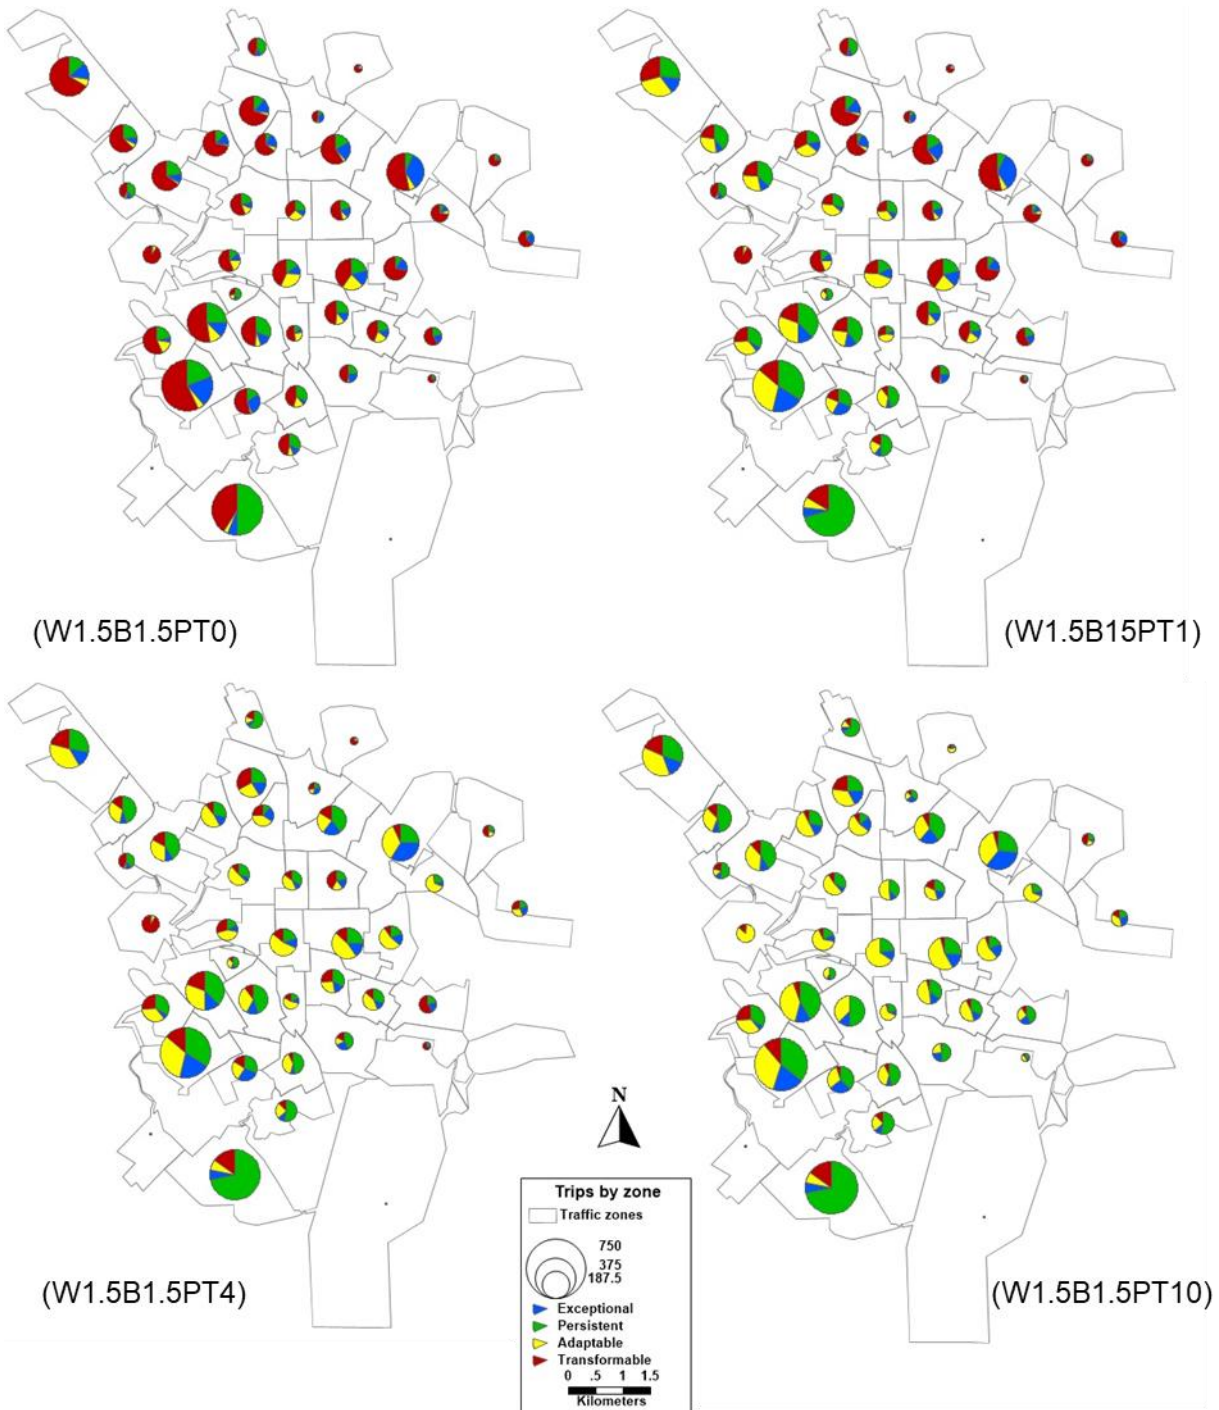 (W1.5B1.5PT0)
(W1.5B15PT1)
(W1.5B1.5PT4)
(W1.5B1.5PT10)
N
Trips by zone
Traffic zones
750
375
187.5
Exceptional
Persistent
Adaptable
Transformable
0 .5 1 1.5
Kilometers